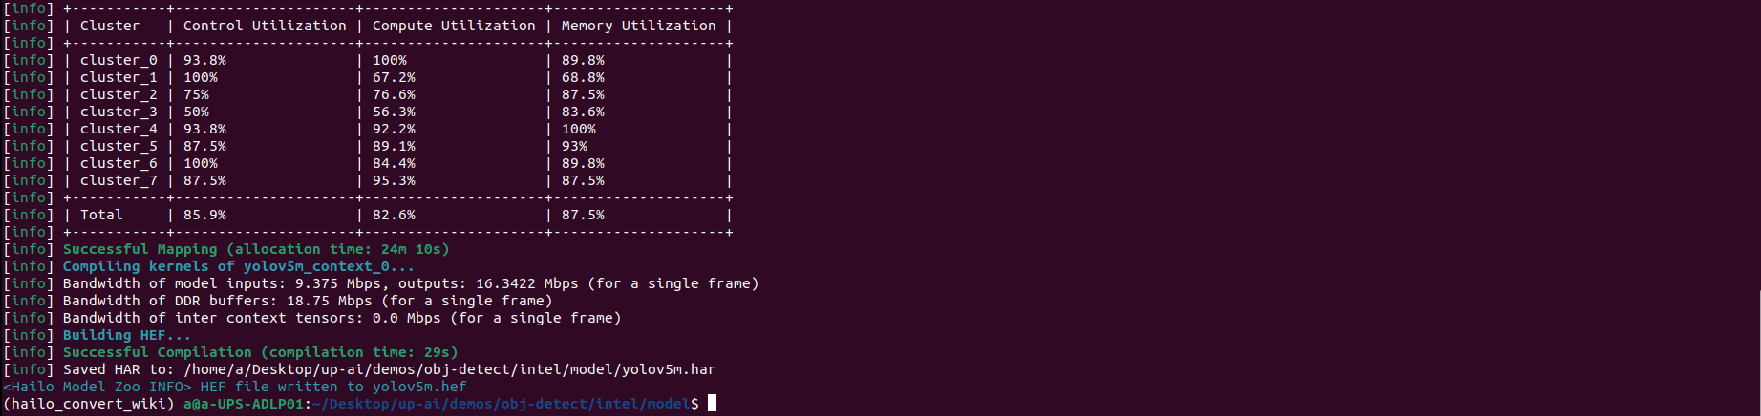 [info] +-----------+---------------------+---------------------+--------------------+
[info] | Cluster   | Control Utilization | Compute Utilization | Memory Utilization |
[info] +-----------+---------------------+---------------------+--------------------+
[info] | cluster_0 | 93.8%               | 100%                | 89.8%              |
[info] | cluster_1 | 100%                | 67.2%               | 68.8%              |
[info] | cluster_2 | 75%                 | 76.6%               | 87.5%              |
[info] | cluster_3 | 50%                 | 56.3%               | 83.6%              |
[info] | cluster_4 | 93.8%               | 92.2%               | 100%               |
[info] | cluster_5 | 87.5%               | 89.1%               | 93%                |
[info] | cluster_6 | 100%                | 84.4%               | 89.8%              |
[info] | cluster_7 | 87.5%               | 95.3%               | 87.5%              |
[info] +-----------+---------------------+---------------------+--------------------+
[info] | Total     | 85.9%               | 82.6%               | 87.5%              |
[info] +-----------+---------------------+---------------------+--------------------+
[info] Successful Mapping (allocation time: 24m 10s)
[info] Compiling kernels of yolov5m_context_0...
[info] Bandwidth of model inputs: 9.375 Mbps, outputs: 16.3422 Mbps (for a single frame)
[info] Bandwidth of DDR buffers: 18.75 Mbps (for a single frame)
[info] Bandwidth of inter context tensors: 0.0 Mbps (for a single frame)
[info] Building HEF...
[info] Successful Compilation (compilation time: 29s)
[info] Saved HAR to: /home/a/Desktop/up-ai/demos/obj-detect/intel/model/yolov5m.har
<Hailo Model Zoo INFO> HEF file written to yolov5m.hef
(hailo_convert_wiki) a@a-UPS-ADLP01:~/Desktop/up-ai/demos/obj-detect/intel/model$